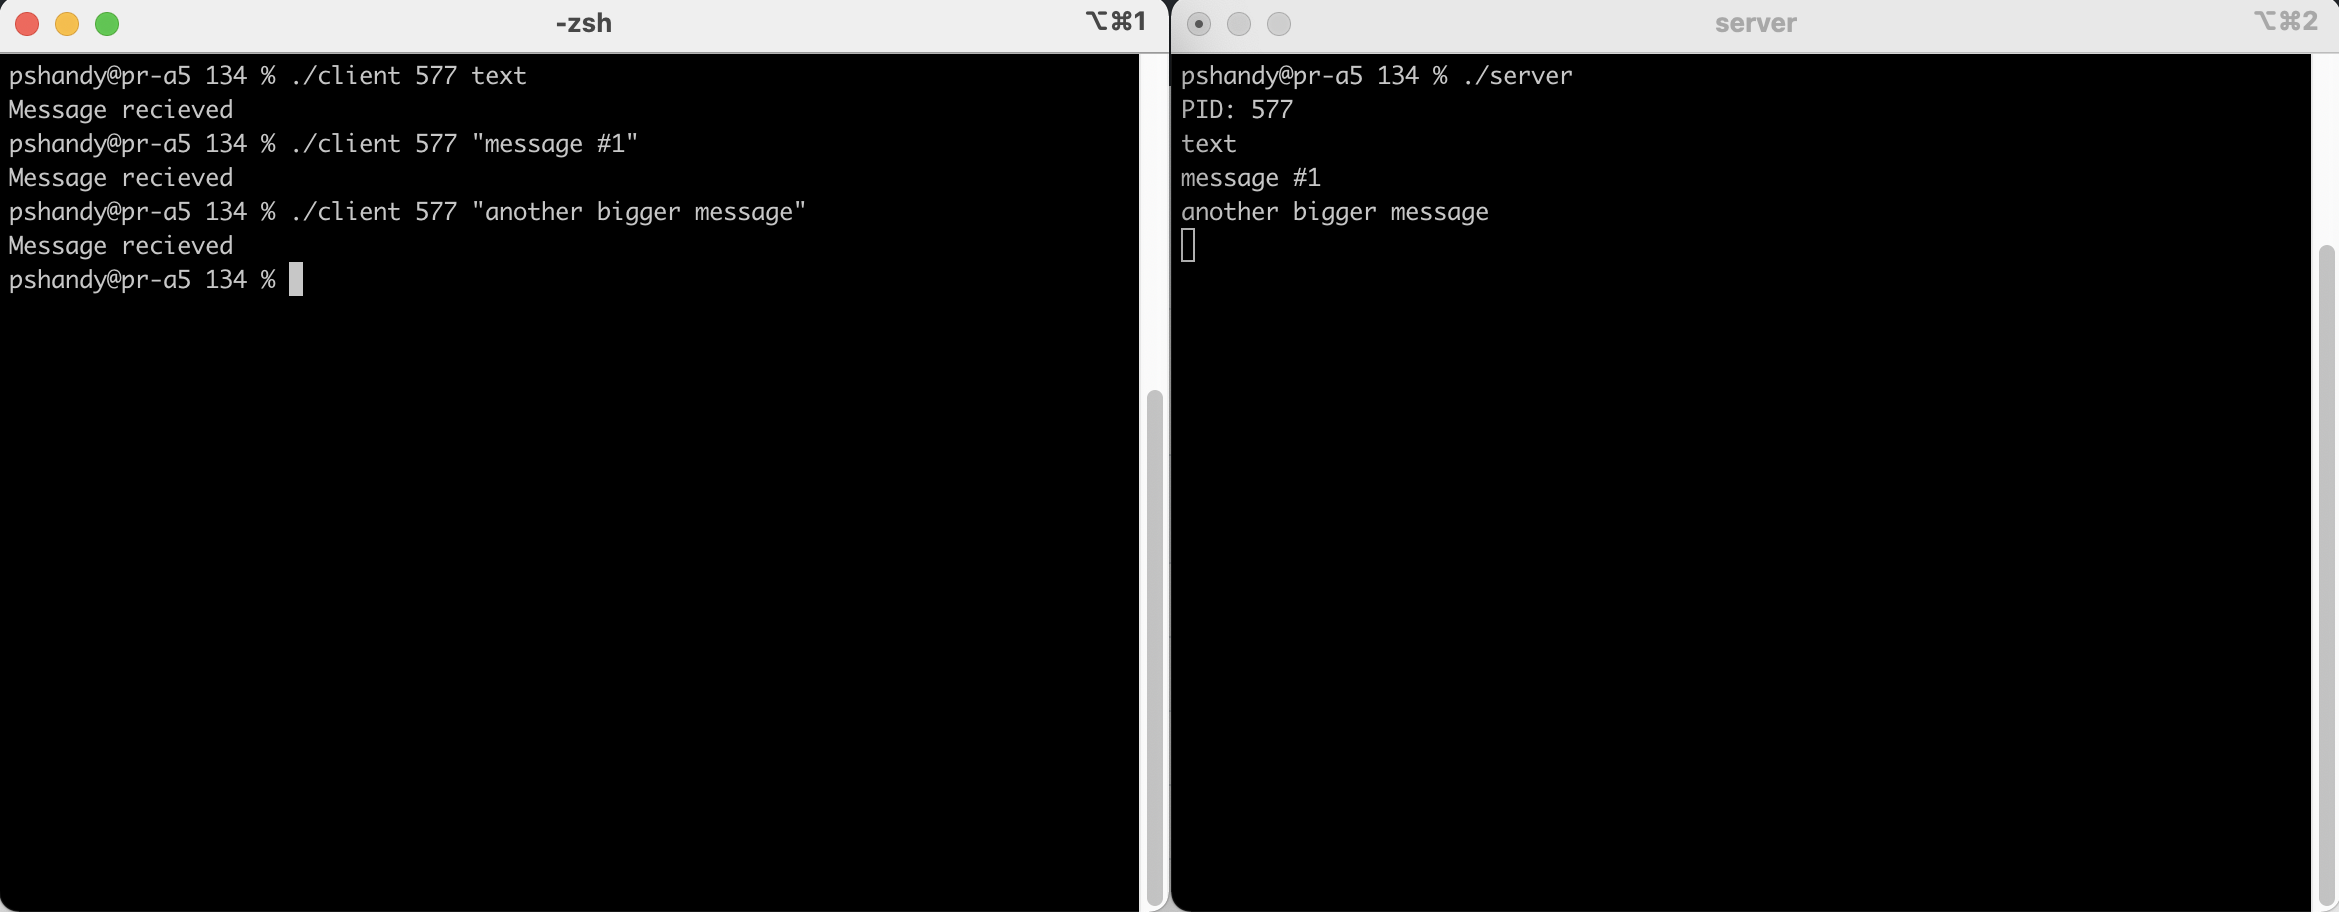 -zsh
⌥⌘1
pshandy@pr-a5 134 % ./client 577 text
Message recieved
pshandy@pr-a5 134 % ./client 577 "message #1"
Message recieved
pshandy@pr-a5 134 % ./client 577 "another bigger message"
Message recieved
pshandy@pr-a5 134 %
server
⌥⌘2
pshandy@pr-a5 134 % ./server
PID: 577
text
message #1
another bigger message